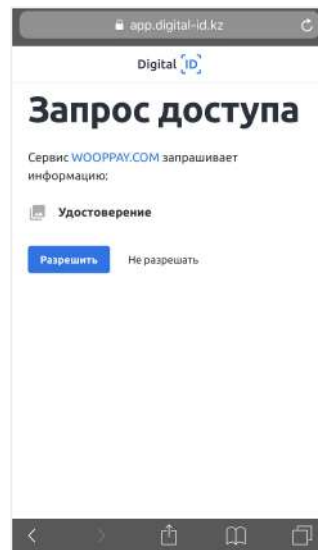 app.digital-id.kz
Digital [ID]
Запрос доступа
Сервис WOOPPAY.COM запрашивает
информацию:
Удостоверение
Разрешить Не разрешать